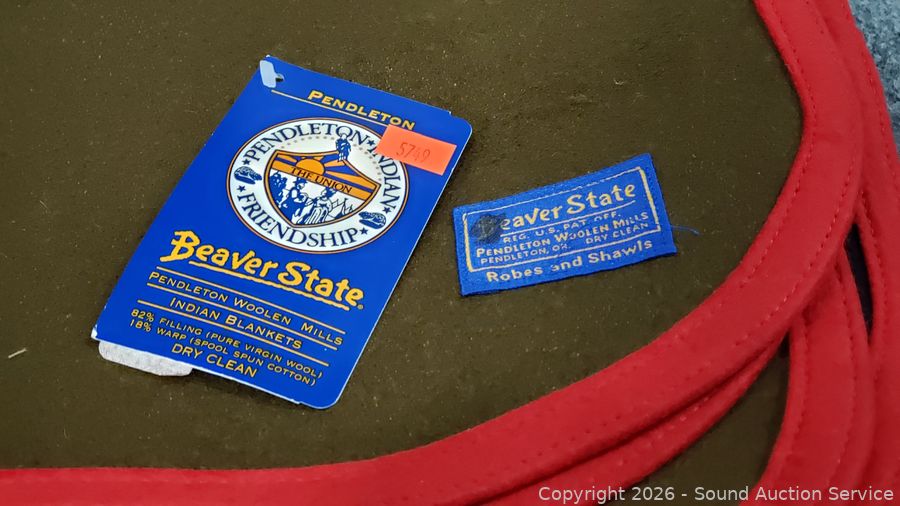 PENDLETON
PENDLETON INDIAN
THE UNION
FRIENDSHIP
5749
Beaver State
PENDLETON WOOLEN MILLS
INDIAN BLANKETS
82% FILLING (PURE VIRGIN WOOL)
18% WARP (SPOOL SPUN COTTON)
DRY CLEAN
Beaver State
REG. U.S. PAT. OFF.
PENDLETON WOOLEN MILLS
PENDLETON, OR. DRY CLEAN
Robes and Shawls
Copyright 2026 - Sound Auction Service